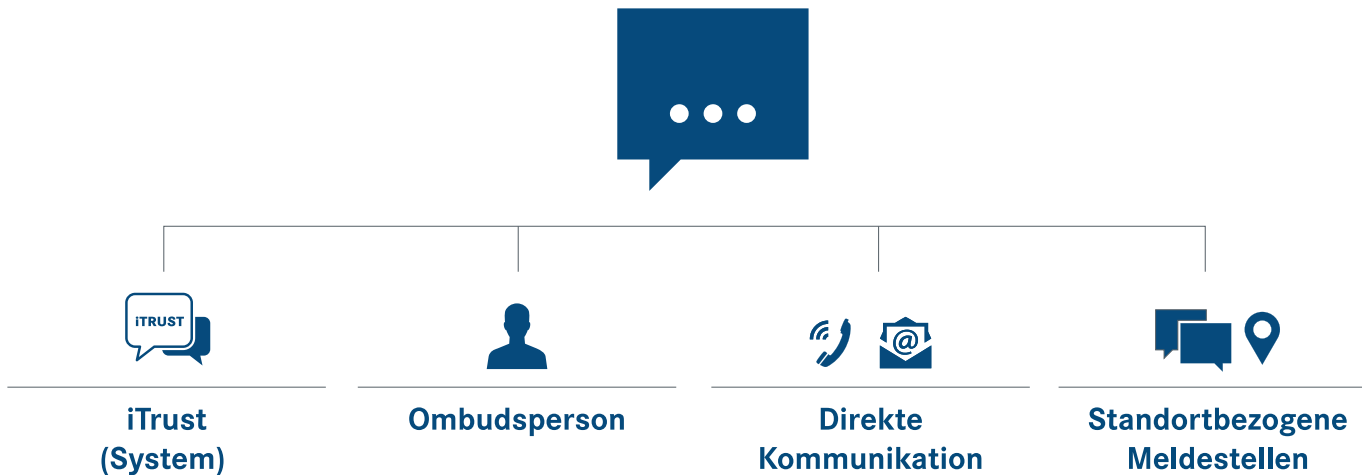 iTRUST
@
iTrust
(System)
Ombudsperson
Direkte
Kommunikation
Standortbezogene
Meldestellen